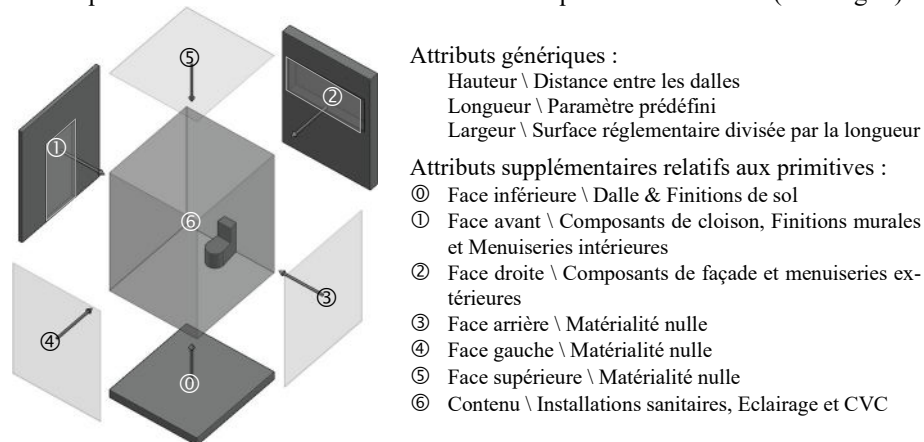 ⑤
②
①
⑥
③
④
⓪
Attributs génériques :
Hauteur \ Distance entre les dalles
Longueur \ Paramètre prédéfini
Largeur \ Surface réglementaire divisée par la longueur
Attributs supplémentaires relatifs aux primitives :
⓪ Face inférieure \ Dalle & Finitions de sol
① Face avant \ Composants de cloison, Finitions murales
et Menuiseries intérieures
② Face droite \ Composants de façade et menuiseries ex-
térieures
③ Face arrière \ Matérialité nulle
④ Face gauche \ Matérialité nulle
⑤ Face supérieure \ Matérialité nulle
⑥ Contenu \ Installations sanitaires, Eclairage et CVC